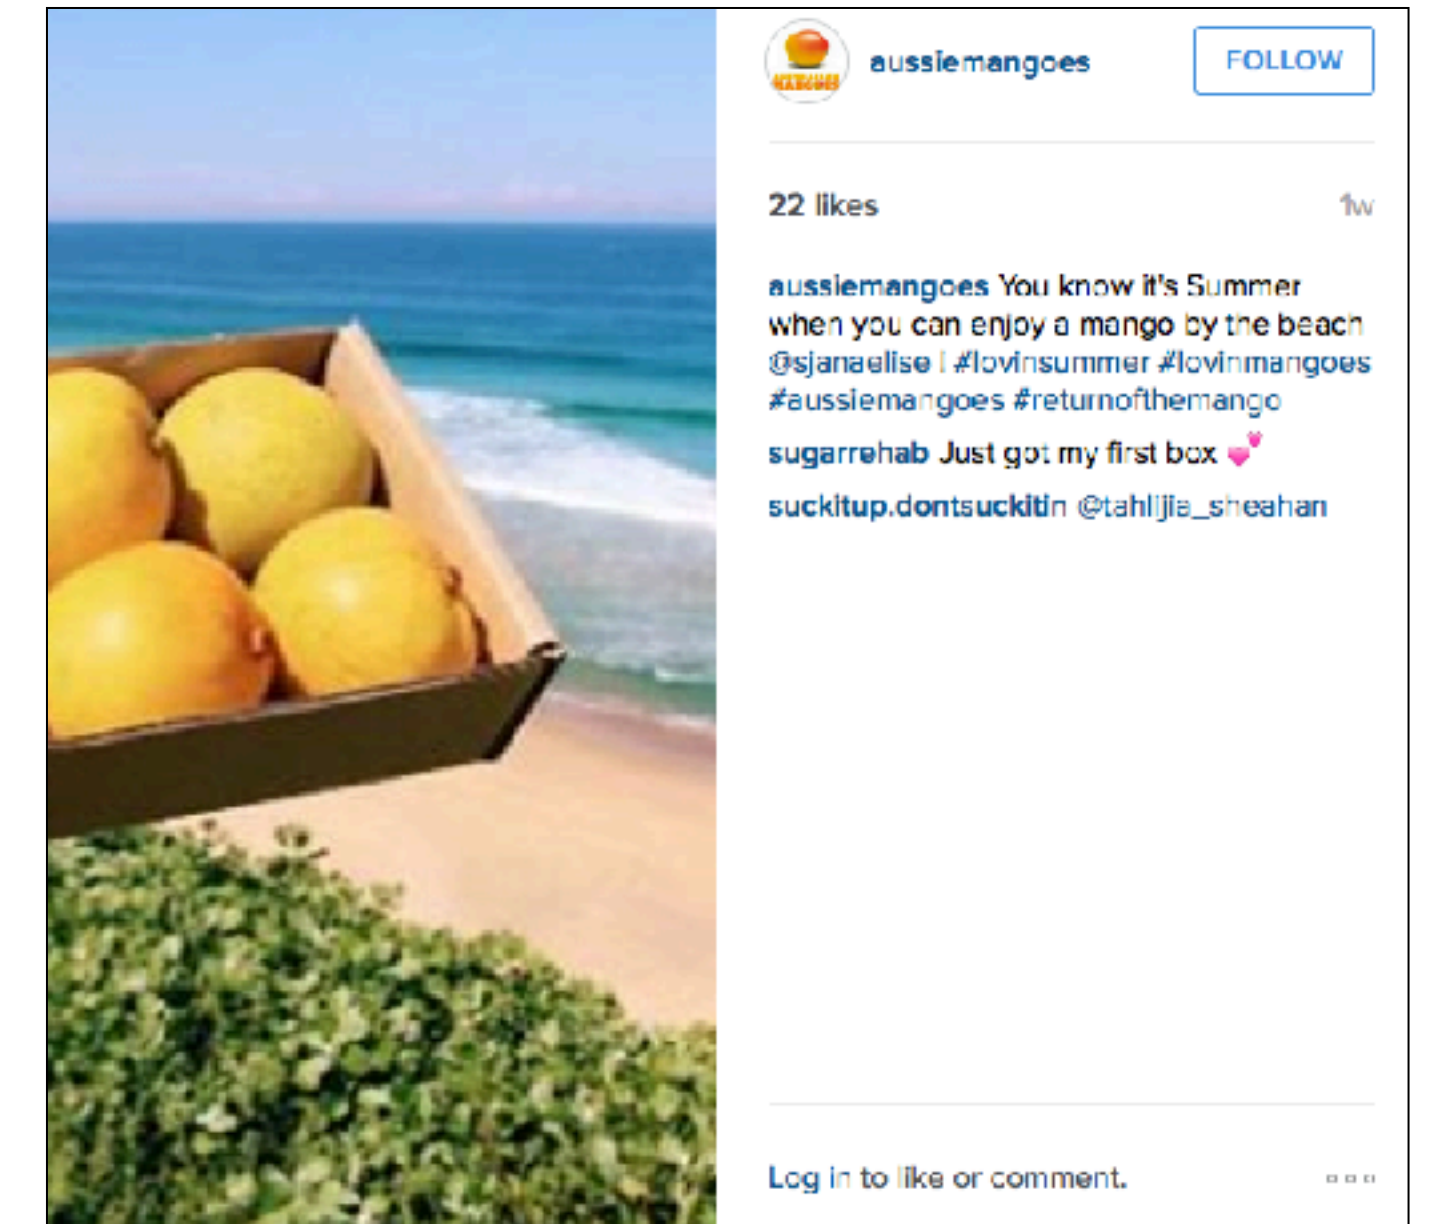 aussiemangoes
FOLLOW
22 likes
1w
aussiemangoes You know it's Summer
when you can enjoy a mango by the beach
@sjanaelise | #lovinsummer #lovinmangoes
#aussiemangoes #returnofthemango
sugarrehab Just got my first box 💕
suckitup.dontsuckitin @tahlijia_sheahan
Log in to like or comment.